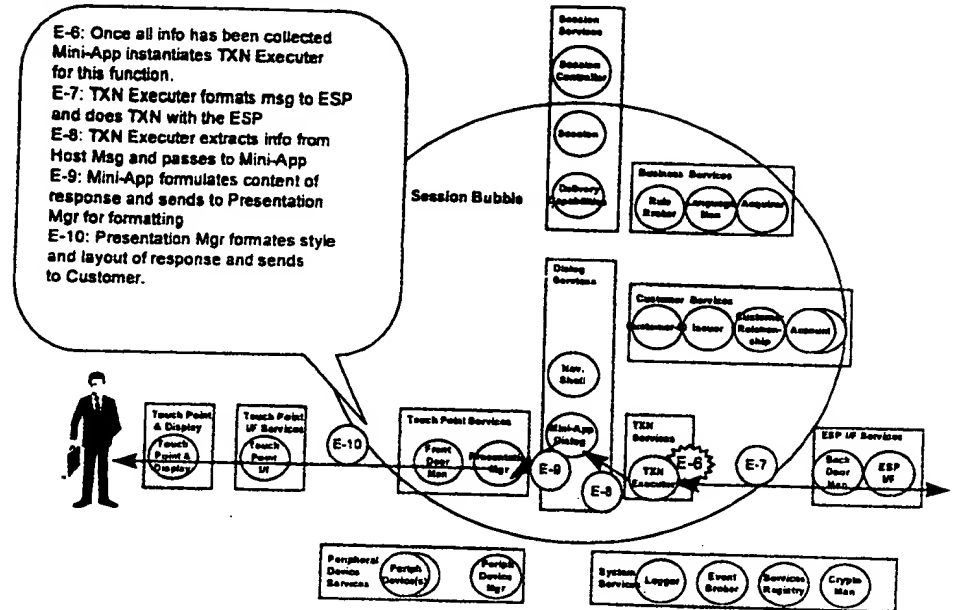 E-6: Once all info has been collected
Mini-App instantiates TXN Executer
for this function.
E-7: TXN Executer formats msg to ESP
and does TXN with the ESP
E-8: TXN Executer extracts info from
Host Msg and passes to Mini-App
E-9: Mini-App formulates content of
response and sends to Presentation
Mgr for formatting
E-10: Presentation Mgr formates style
and layout of response and sends
to Customer.
Session
Services
Session
Controller
Session
Delivery
Capabilities
Session Bubble
Business Services
Rule
Broker
Language
Man
Acquirer
Dialog
Services
Nav.
Shell
Mini-App
Dialog
Customer Services
Customer-ID
Issuer
Customer
Relation-
ship
Account
Touch Point
& Display
Touch
Point &
Display
Touch Point
I/F Services
Touch
Point
I/f
E-10
Touch Point Services
Front
Door
Man
Presentatn
Mgr
E-9
E-8
TXN
Services
TXN
Executer
E-6
E-7
ESP I/F Services
Back
Door
Man
ESP
I/F
Peripheral
Device
Services
Periph
Device(s)
Periph
Device
Mgr
System
Services
Logger
Event
Broker
Services
Registry
Crypto
Man